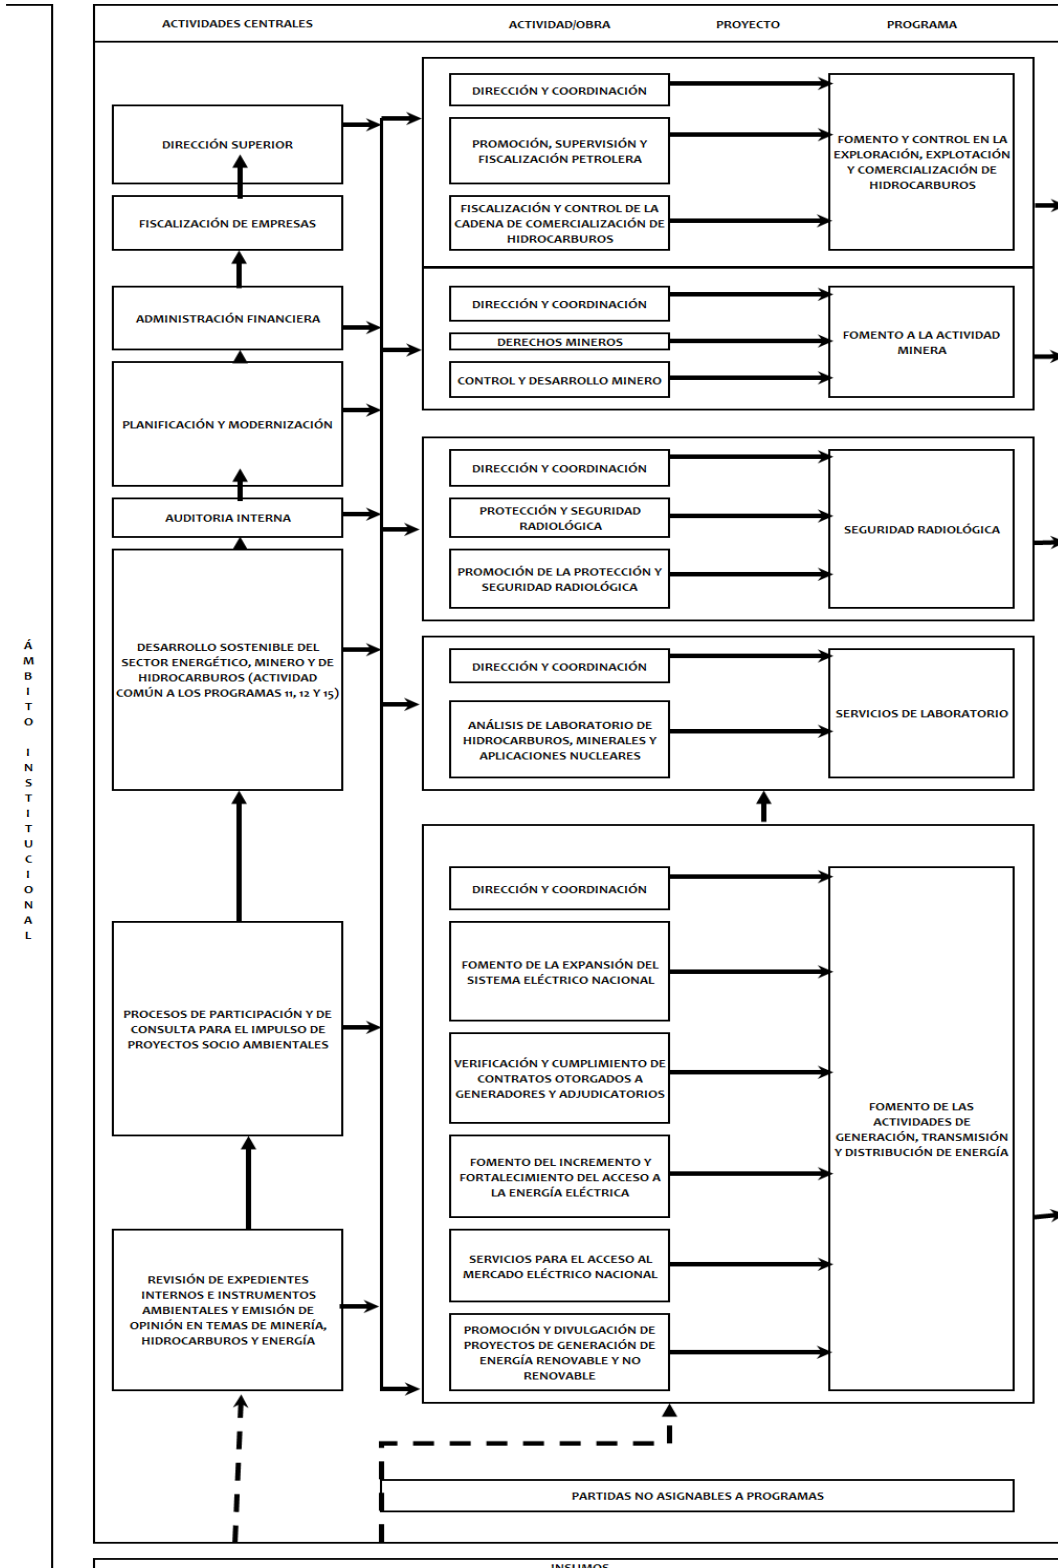 ACTIVIDADES CENTRALES
ACTIVIDAD/OBRA
PROYECTO
PROGRAMA
DIRECCIÓN SUPERIOR
FISCALIZACIÓN DE EMPRESAS
ADMINISTRACIÓN FINANCIERA
PLANIFICACIÓN Y MODERNIZACIÓN
AUDITORIA INTERNA
DESARROLLO SOSTENIBLE DEL
SECTOR ENERGÉTICO, MINERO Y DE
HIDROCARBUROS (ACTIVIDAD
COMÚN A LOS PROGRAMAS 11, 12 Y 15)
PROCESOS DE PARTICIPACIÓN Y DE
CONSULTA PARA EL IMPULSO DE
PROYECTOS SOCIO AMBIENTALES
REVISIÓN DE EXPEDIENTES
INTERNOS E INSTRUMENTOS
AMBIENTALES Y EMISIÓN DE
OPINIÓN EN TEMAS DE MINERÍA,
HIDROCARBUROS Y ENERGÍA
DIRECCIÓN Y COORDINACIÓN
PROMOCIÓN, SUPERVISIÓN Y
FISCALIZACIÓN PETROLERA
FISCALIZACIÓN Y CONTROL DE LA
CADENA DE COMERCIALIZACIÓN DE
HIDROCARBUROS
FOMENTO Y CONTROL EN LA
EXPLORACIÓN, EXPLOTACIÓN
Y COMERCIALIZACIÓN DE
HIDROCARBUROS
DIRECCIÓN Y COORDINACIÓN
DERECHOS MINEROS
CONTROL Y DESARROLLO MINERO
FOMENTO A LA ACTIVIDAD
MINERA
DIRECCIÓN Y COORDINACIÓN
PROTECCIÓN Y SEGURIDAD
RADIOLÓGICA
PROMOCIÓN DE LA PROTECCIÓN Y
SEGURIDAD RADIOLÓGICA
SEGURIDAD RADIOLÓGICA
DIRECCIÓN Y COORDINACIÓN
ANÁLISIS DE LABORATORIO DE
HIDROCARBUROS, MINERALES Y
APLICACIONES NUCLEARES
SERVICIOS DE LABORATORIO
DIRECCIÓN Y COORDINACIÓN
FOMENTO DE LA EXPANSIÓN DEL
SISTEMA ELÉCTRICO NACIONAL
VERIFICACIÓN Y CUMPLIMIENTO DE
CONTRATOS OTORGADOS A
GENERADORES Y ADJUDICATORIOS
FOMENTO DEL INCREMENTO Y
FORTALECIMIENTO DEL ACCESO A
LA ENERGÍA ELÉCTRICA
SERVICIOS PARA EL ACCESO AL
MERCADO ELÉCTRICO NACIONAL
PROMOCIÓN Y DIVULGACIÓN DE
PROYECTOS DE GENERACIÓN DE
ENERGÍA RENOVABLE Y NO
RENOVABLE
FOMENTO DE LAS
ACTIVIDADES DE
GENERACIÓN, TRANSMISIÓN
Y DISTRIBUCIÓN DE ENERGÍA
PARTIDAS NO ASIGNABLES A PROGRAMAS
INSUMOS
ÁMBITO INSTITUCIONAL